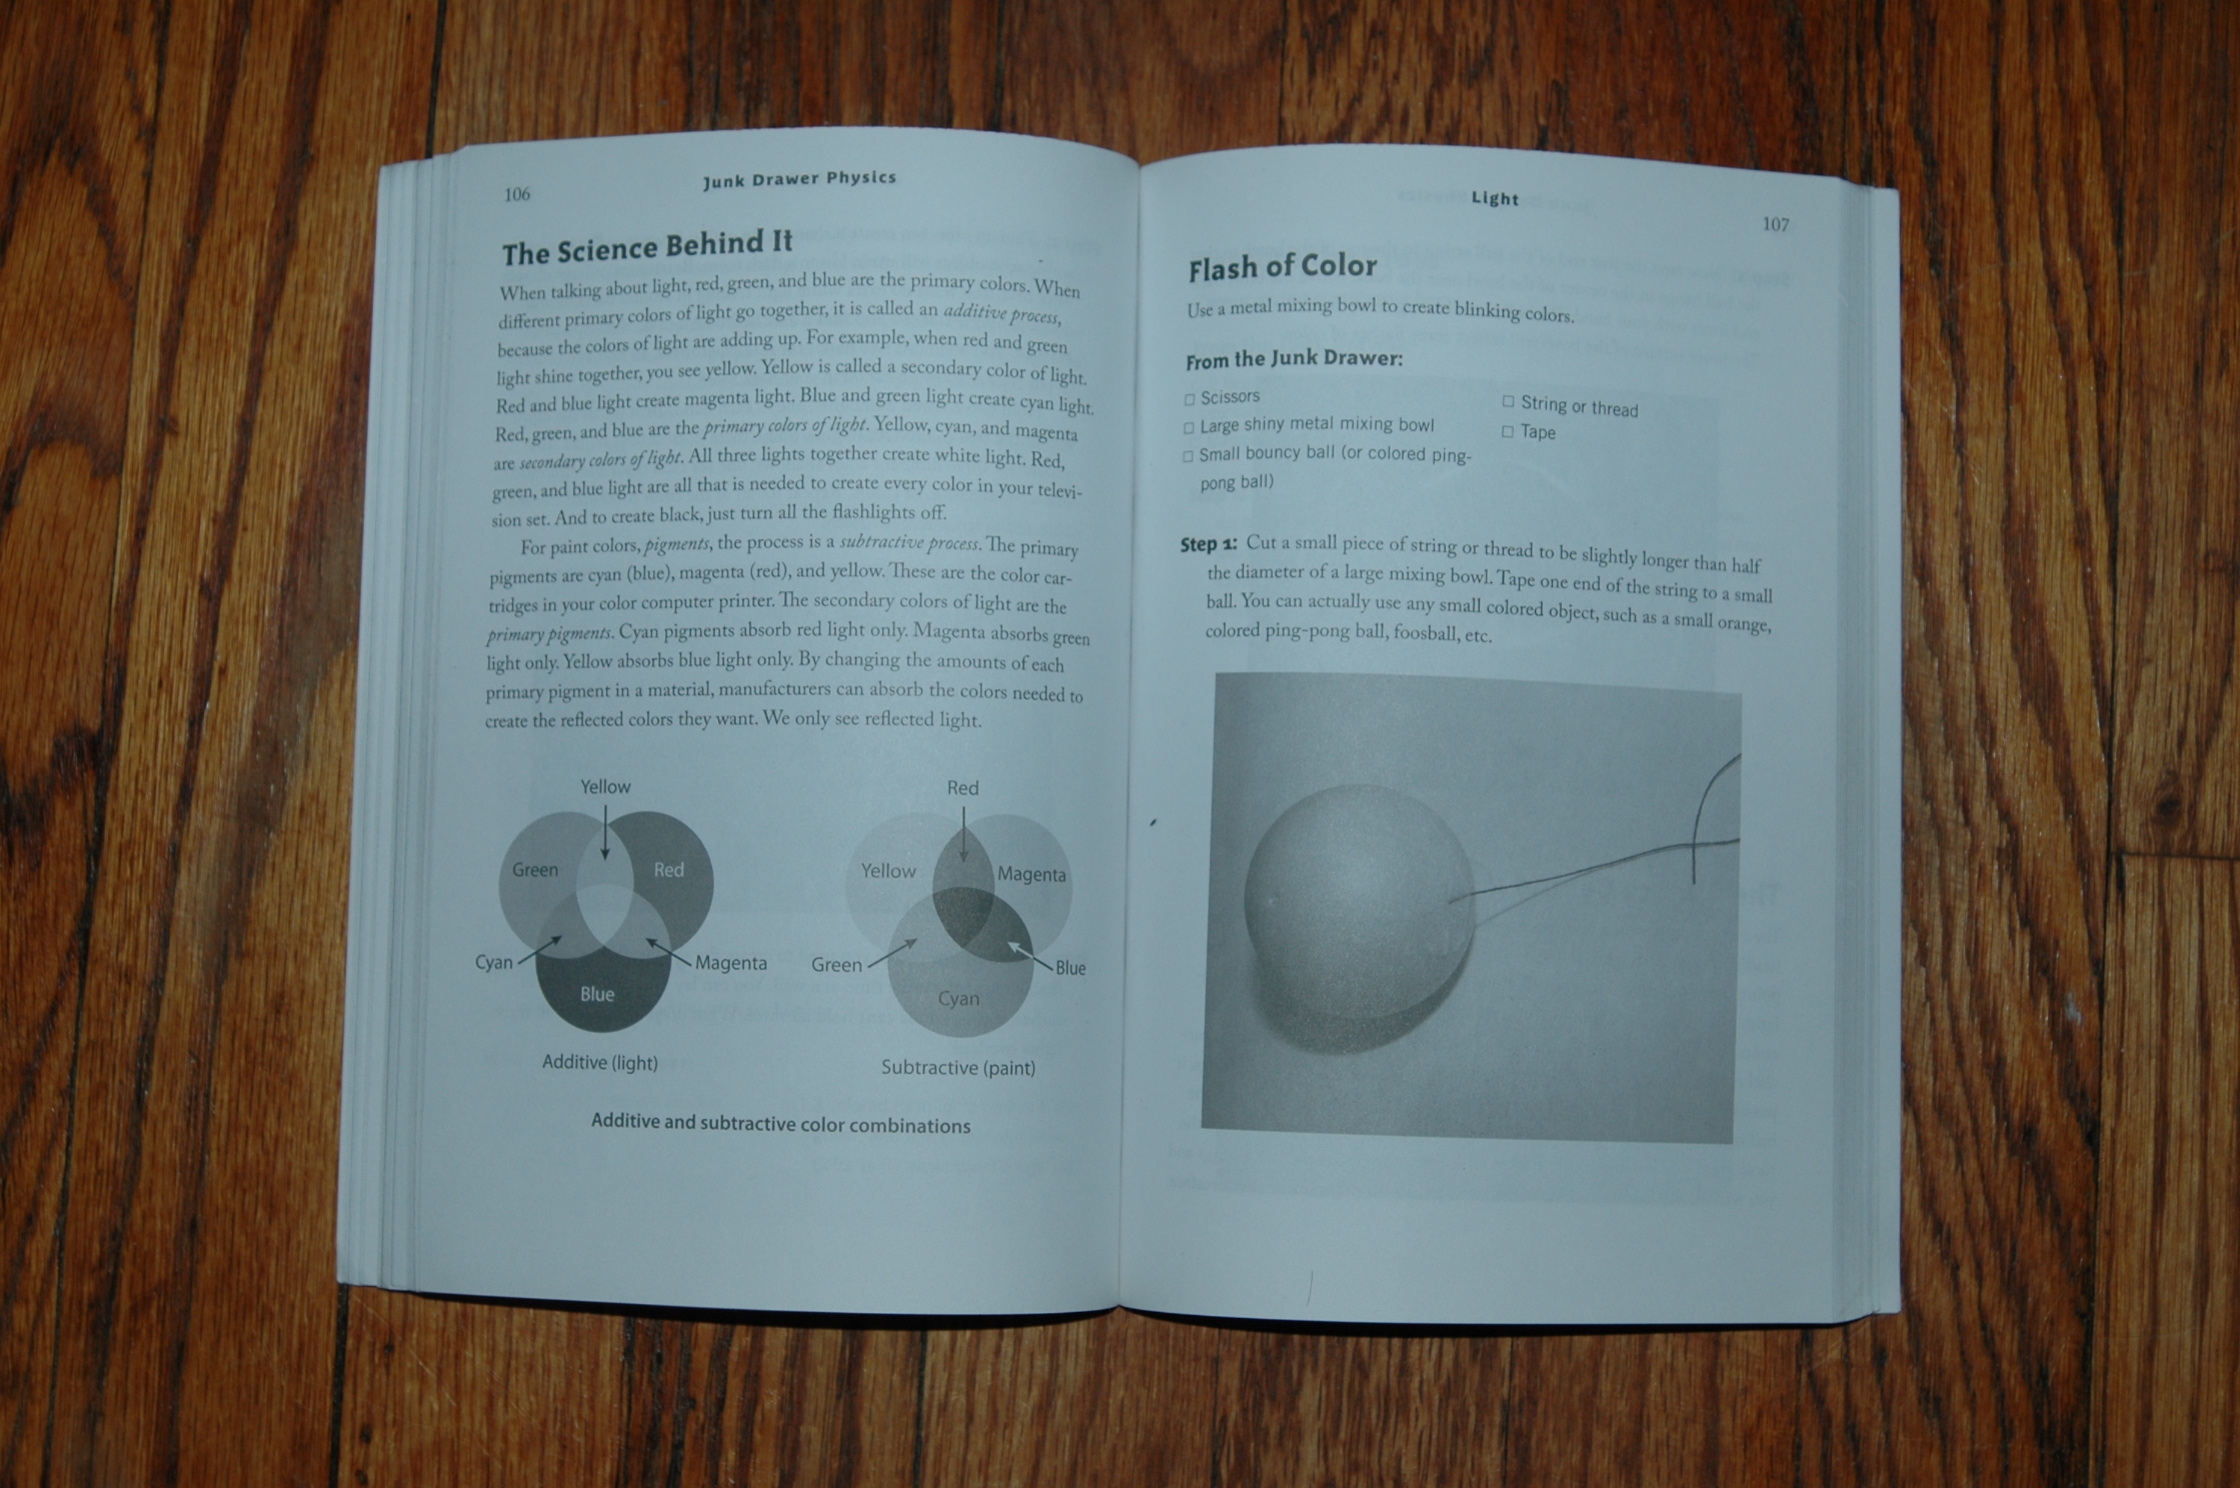 106
Junk Drawer Physics
The Science Behind It
When talking about light, red, green, and blue are the primary colors. When
different primary colors of light go together, it is called an additive process,
because the colors of light are adding up. For example, when red and green
light shine together, you see yellow. Yellow is called a secondary color of light.
Red and blue light create magenta light. Blue and green light create cyan light.
Red, green, and blue are the primary colors of light. Yellow, cyan, and magenta
are secondary colors of light. All three lights together create white light. Red,
green, and blue light are all that is needed to create every color in your televi-
sion set. And to create black, just turn all the flashlights off.
For paint colors, pigments, the process is a subtractive process. The primary
pigments are cyan (blue), magenta (red), and yellow. These are the color car-
tridges in your color computer printer. The secondary colors of light are the
primary pigments. Cyan pigments absorb red light only. Magenta absorbs green
light only. Yellow absorbs blue light only. By changing the amounts of each
primary pigment in a material, manufacturers can absorb the colors needed to
create the reflected colors they want. We only see reflected light.
Yellow
Green
Red
Cyan
Magenta
Blue
Additive (light)
Red
Yellow
Magenta
Green
Blue
Cyan
Subtractive (paint)
Additive and subtractive color combinations
Light
107
Flash of Color
Use a metal mixing bowl to create blinking colors.
From the Junk Drawer:
□ Scissors
□ Large shiny metal mixing bowl
□ Small bouncy ball (or colored ping-
pong ball)
□ String or thread
□ Tape
Step 1: Cut a small piece of string or thread to be slightly longer than half
the diameter of a large mixing bowl. Tape one end of the string to a small
ball. You can actually use any small colored object, such as a small orange,
colored ping-pong ball, foosball, etc.